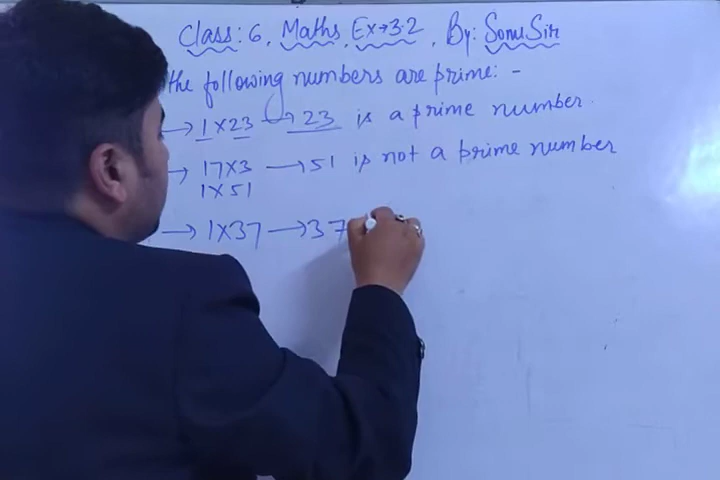 Class: 6, Maths, Ex→3.2, By: Sonu Sir
the following numbers are prime: -
→ 1×23 → 23 is a prime number.
→ 17×3 → 51 is not a prime number
1×51
→ 1×37 → 37